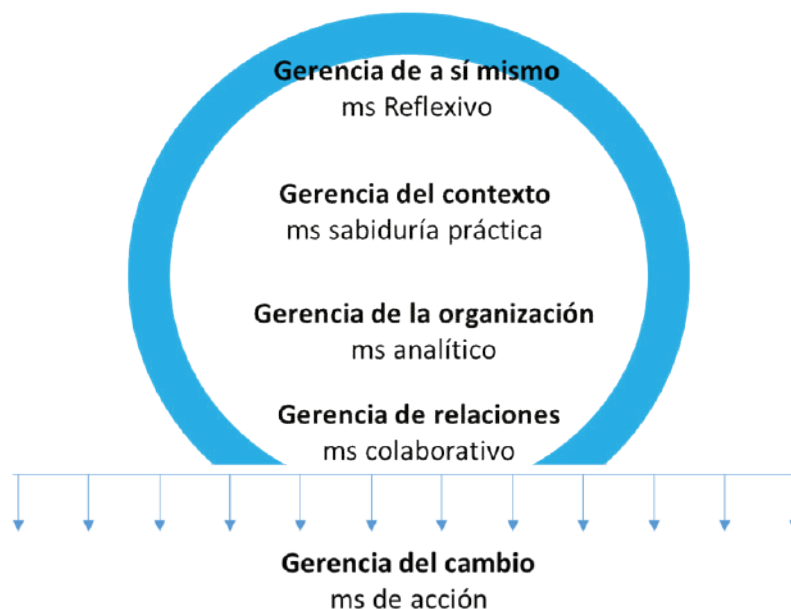 Gerencia de a sí mismo
ms Reflexivo
Gerencia del contexto
ms sabiduría práctica
Gerencia de la organización
ms analítico
Gerencia de relaciones
ms colaborativo
Gerencia del cambio
ms de acción